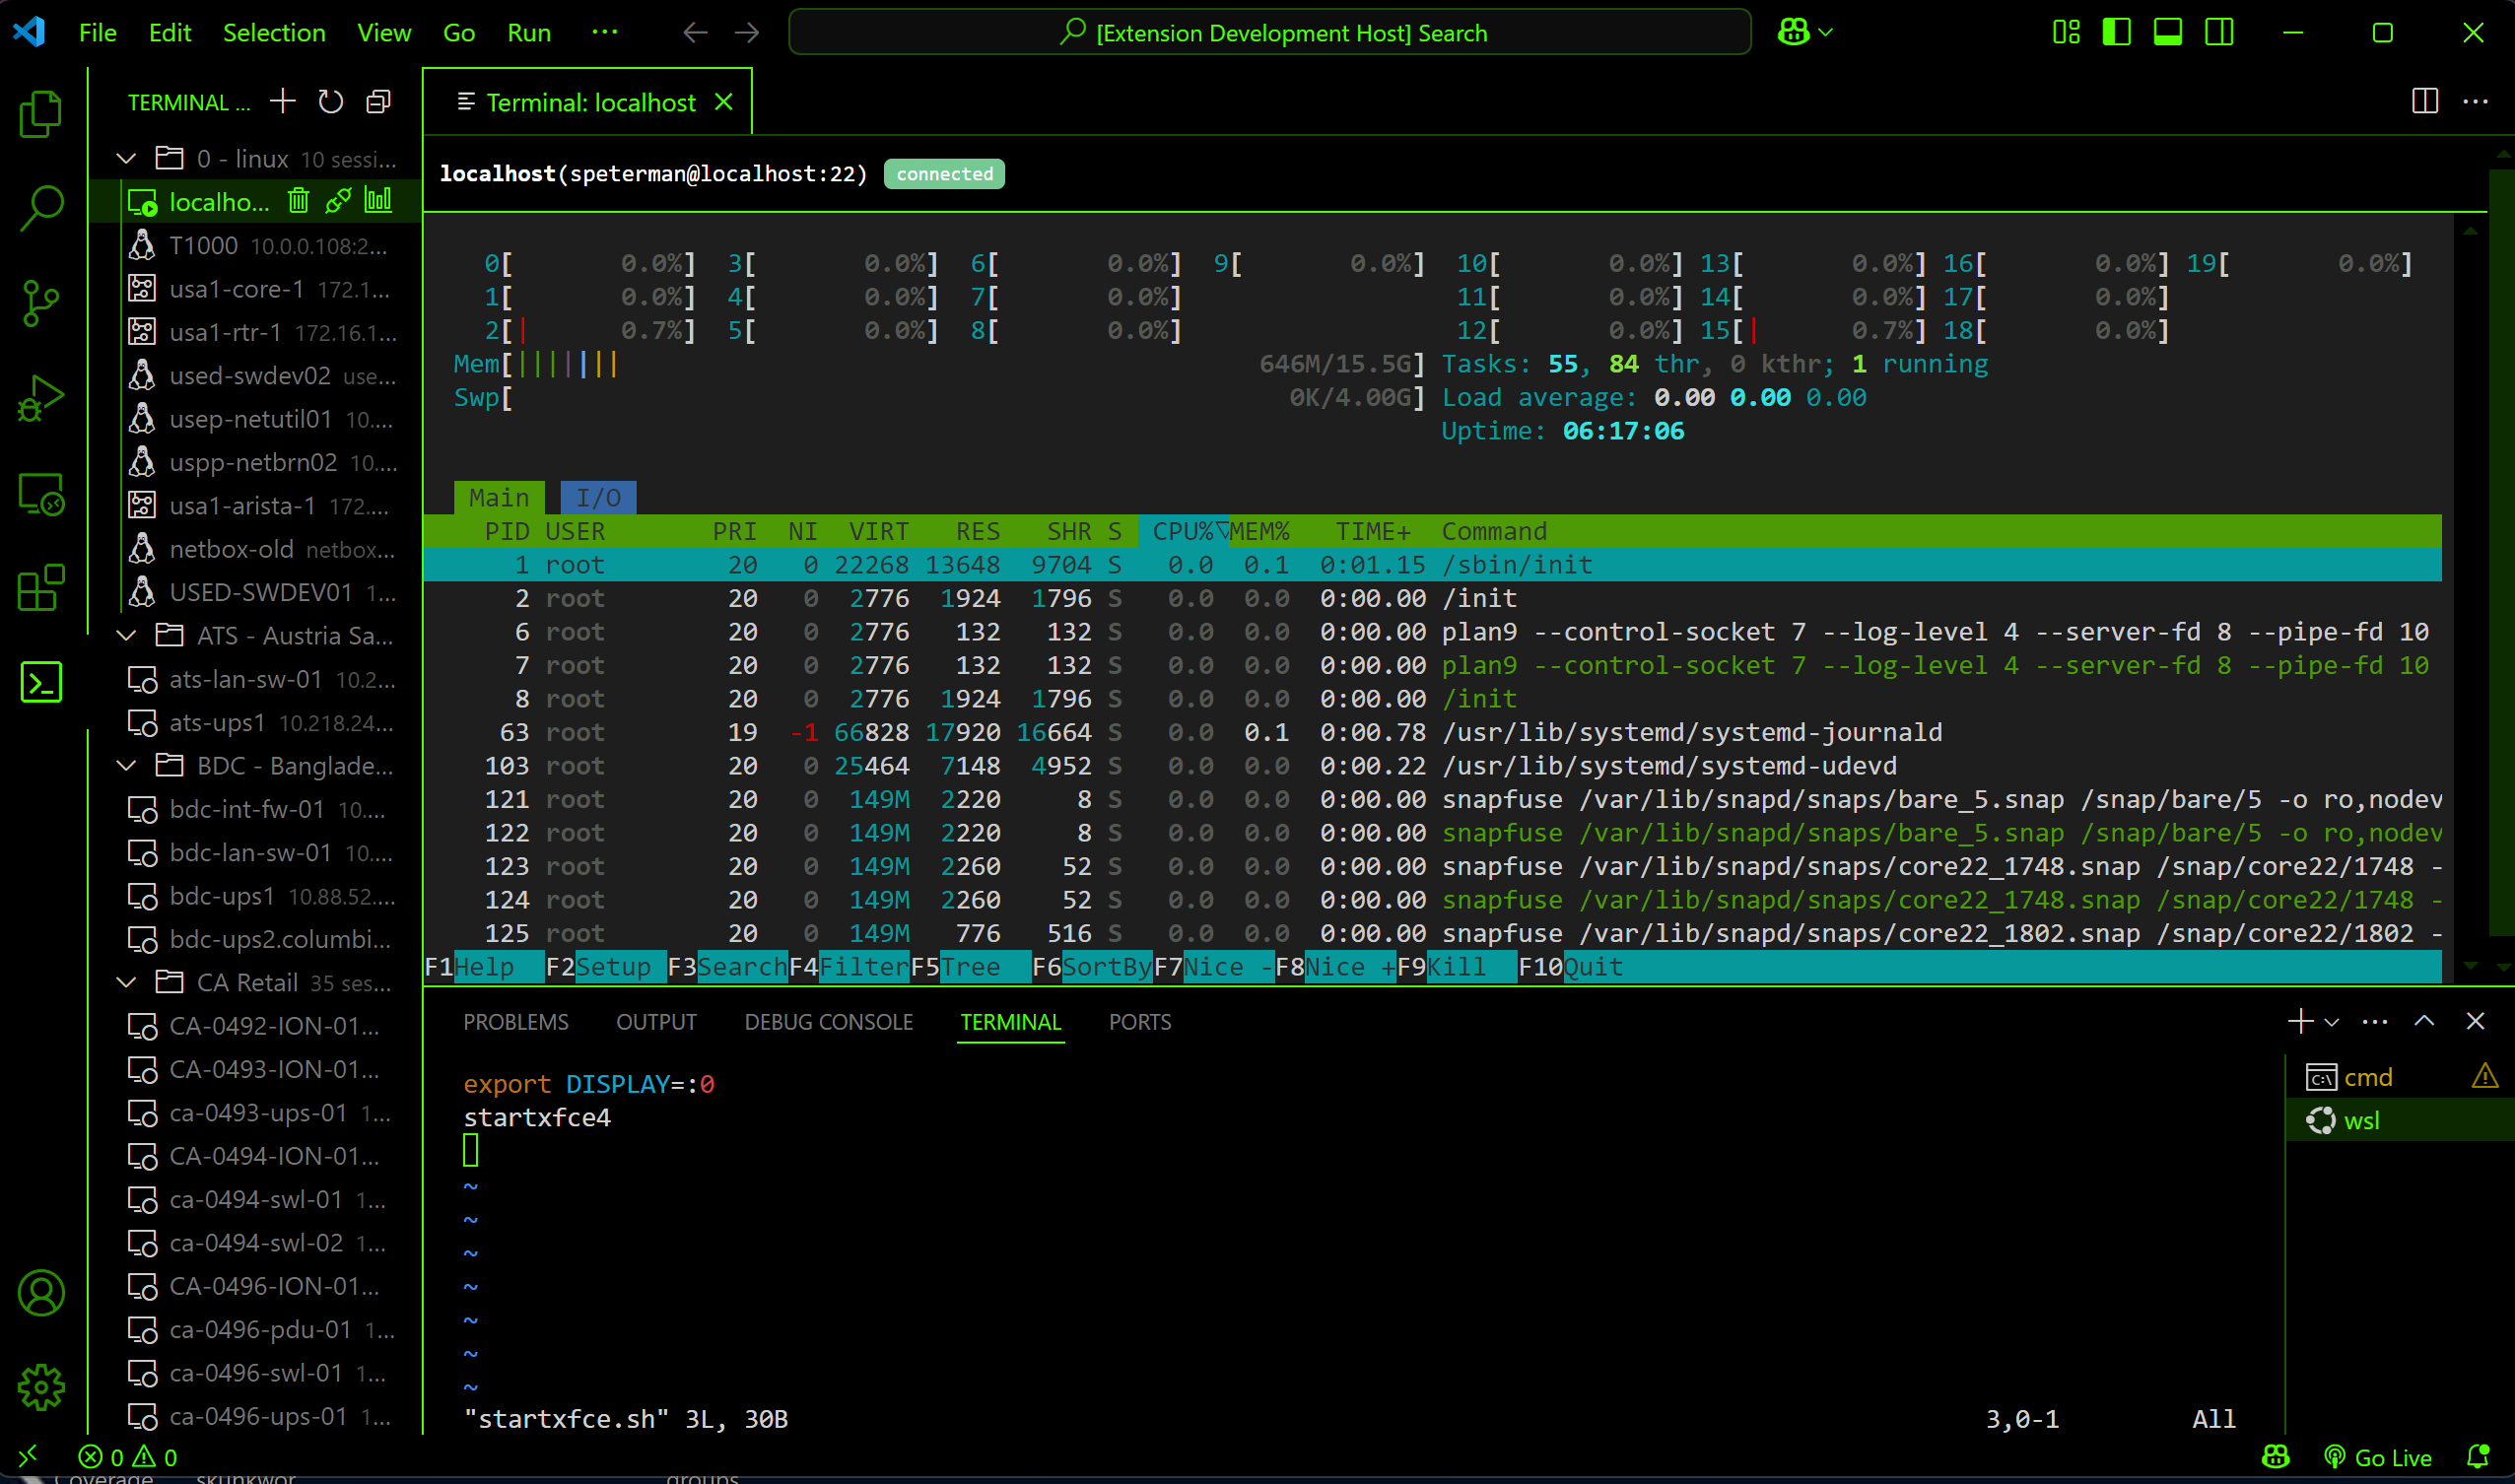 File Edit Selection View Go Run ··· [Extension Development Host] Search
TERMINAL ...
0 - linux 10 sessi...
localho...
T1000 10.0.0.108:2...
usa1-core-1 172.1...
usa1-rtr-1 172.16.1...
used-swdev02 use...
usep-netutil01 10....
uspp-netbrn02 10....
usa1-arista-1 172....
netbox-old netbox...
USED-SWDEV01 1...
ATS - Austria Sa...
ats-lan-sw-01 10.2...
ats-ups1 10.218.24...
BDC - Banglade...
bdc-int-fw-01 10....
bdc-lan-sw-01 10....
bdc-ups1 10.88.52....
bdc-ups2.columbi...
CA Retail 35 ses...
CA-0492-ION-01...
CA-0493-ION-01...
ca-0493-ups-01 1...
CA-0494-ION-01...
ca-0494-swl-01 1...
ca-0494-swl-02 1...
CA-0496-ION-01...
ca-0496-pdu-01 1...
ca-0496-swl-01 1...
ca-0496-ups-01 1...
Terminal: localhost
localhost(speterman@localhost:22) connected
0[ 0.0%] 3[ 0.0%] 6[ 0.0%] 9[ 0.0%] 10[ 0.0%] 13[ 0.0%] 16[ 0.0%] 19[ 0.0%]
1[ 0.0%] 4[ 0.0%] 7[ 0.0%] 11[ 0.0%] 14[ 0.0%] 17[ 0.0%]
2[| 0.7%] 5[ 0.0%] 8[ 0.0%] 12[ 0.0%] 15[| 0.7%] 18[ 0.0%]
Mem[||||||| 646M/15.5G] Tasks: 55, 84 thr, 0 kthr; 1 running
Swp[ 0K/4.00G] Load average: 0.00 0.00 0.00
Uptime: 06:17:06
Main I/O
PID USER PRI NI VIRT RES SHR S CPU%▽MEM% TIME+ Command
1 root 20 0 22268 13648 9704 S 0.0 0.1 0:01.15 /sbin/init
2 root 20 0 2776 1924 1796 S 0.0 0.0 0:00.00 /init
6 root 20 0 2776 132 132 S 0.0 0.0 0:00.00 plan9 --control-socket 7 --log-level 4 --server-fd 8 --pipe-fd 10
7 root 20 0 2776 132 132 S 0.0 0.0 0:00.00 plan9 --control-socket 7 --log-level 4 --server-fd 8 --pipe-fd 10
8 root 20 0 2776 1924 1796 S 0.0 0.0 0:00.00 /init
63 root 19 -1 66828 17920 16664 S 0.0 0.1 0:00.78 /usr/lib/systemd/systemd-journald
103 root 20 0 25464 7148 4952 S 0.0 0.0 0:00.22 /usr/lib/systemd/systemd-udevd
121 root 20 0 149M 2220 8 S 0.0 0.0 0:00.00 snapfuse /var/lib/snapd/snaps/bare_5.snap /snap/bare/5 -o ro,nodev
122 root 20 0 149M 2220 8 S 0.0 0.0 0:00.00 snapfuse /var/lib/snapd/snaps/bare_5.snap /snap/bare/5 -o ro,nodev
123 root 20 0 149M 2260 52 S 0.0 0.0 0:00.00 snapfuse /var/lib/snapd/snaps/core22_1748.snap /snap/core22/1748 -
124 root 20 0 149M 2260 52 S 0.0 0.0 0:00.00 snapfuse /var/lib/snapd/snaps/core22_1748.snap /snap/core22/1748 -
125 root 20 0 149M 776 516 S 0.0 0.0 0:00.00 snapfuse /var/lib/snapd/snaps/core22_1802.snap /snap/core22/1802 -
F1Help F2Setup F3SearchF4FilterF5Tree F6SortByF7Nice -F8Nice +F9Kill F10Quit
PROBLEMS OUTPUT DEBUG CONSOLE TERMINAL PORTS
export DISPLAY=:0
startxfce4
~
~
~
~
~
~
~
"startxfce.sh" 3L, 30B 3,0-1 All
cmd
wsl
0 0 Go Live
Coverage skunkwor groups